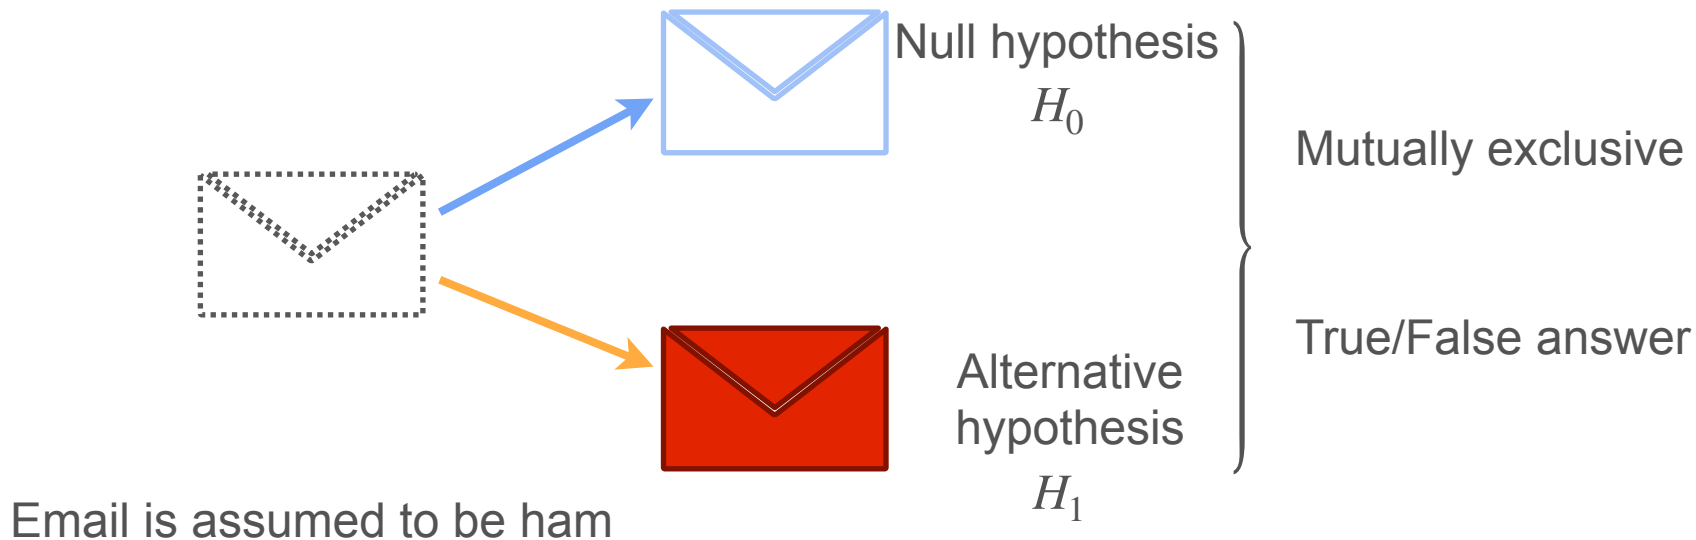 Null hypothesis
H₀
Mutually exclusive
True/False answer
Alternative
hypothesis
H₁
Email is assumed to be ham